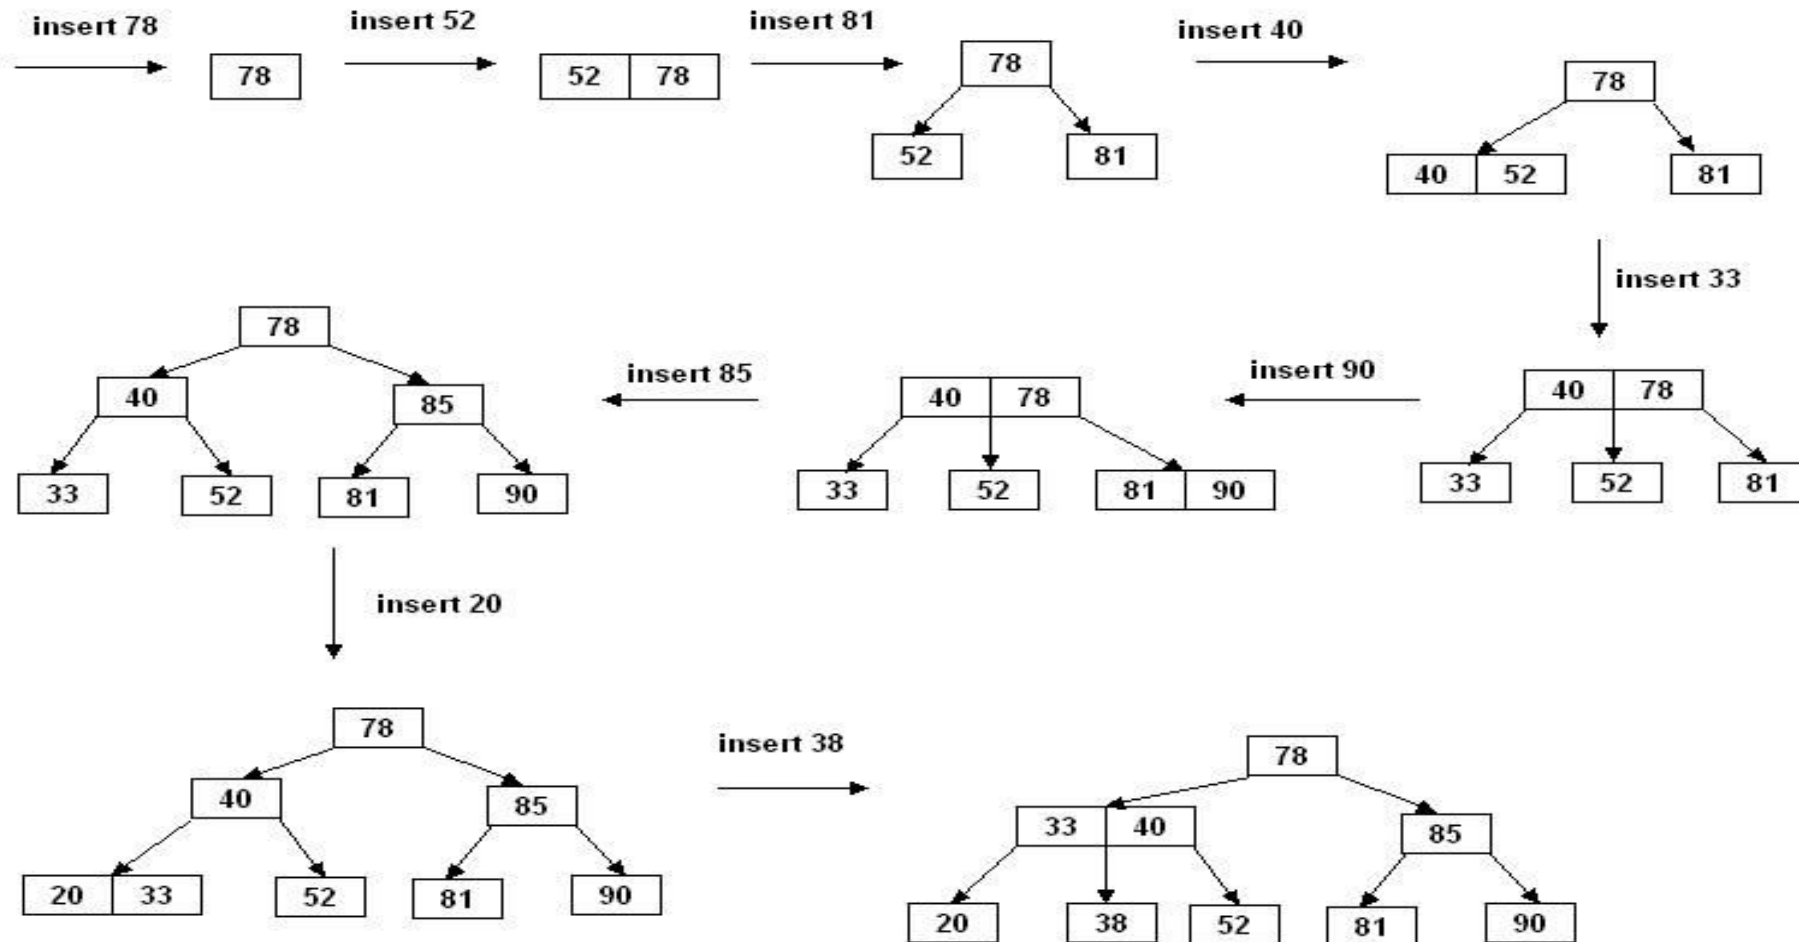 insert 78
78
insert 52
52 78
insert 81
78
52 81
insert 40
78
40 52 81
insert 33
40 78
33 52 81
insert 90
40 78
33 52 81 90
insert 85
78
40 85
33 52 81 90
insert 20
78
40 85
20 33 52 81 90
insert 38
78
33 40 85
20 38 52 81 90